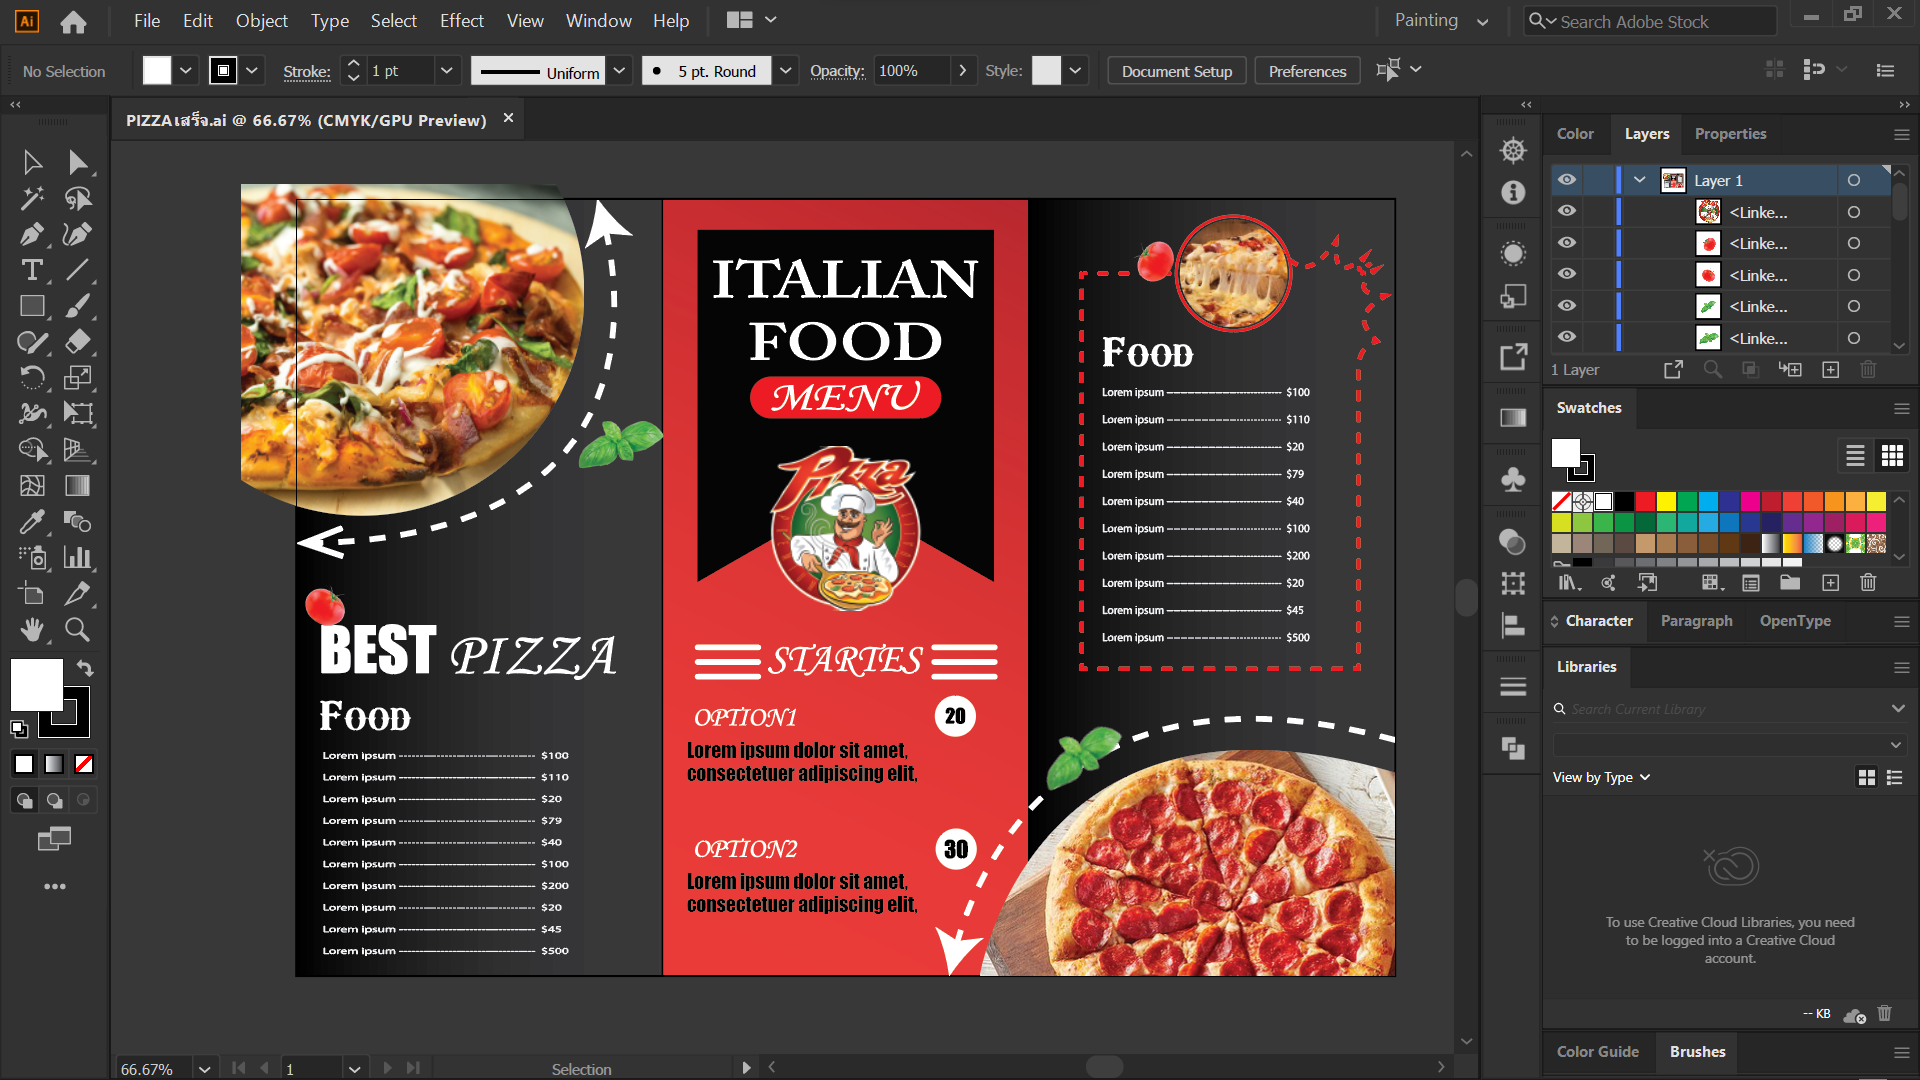 File Edit Object Type Select Effect View Window Help
Painting
Search Adobe Stock
No Selection
Stroke:
1 pt
Uniform
5 pt. Round
Opacity:
100%
Style:
Document Setup
Preferences
PIZZAเสร็จ.ai @ 66.67% (CMYK/GPU Preview)
ITALIAN
FOOD
MENU
Pizza
STARTES
OPTION1
20
Lorem ipsum dolor sit amet,
consectetuer adipiscing elit,
OPTION2
30
Lorem ipsum dolor sit amet,
consectetuer adipiscing elit,
BEST PIZZA
FOOD
Lorem ipsum $100
Lorem ipsum $110
Lorem ipsum $20
Lorem ipsum $79
Lorem ipsum $40
Lorem ipsum $100
Lorem ipsum $200
Lorem ipsum $20
Lorem ipsum $45
Lorem ipsum $500
FOOD
Lorem ipsum $100
Lorem ipsum $110
Lorem ipsum $20
Lorem ipsum $79
Lorem ipsum $40
Lorem ipsum $100
Lorem ipsum $200
Lorem ipsum $20
Lorem ipsum $45
Lorem ipsum $500
Color Layers Properties
Layer 1
<Linke...
<Linke...
<Linke...
<Linke...
<Linke...
1 Layer
Swatches
Character Paragraph OpenType
Libraries
Search Current Library
View by Type
To use Creative Cloud Libraries, you need
to be logged into a Creative Cloud
account.
-- KB
Color Guide Brushes
66.67%
1
Selection
Ai